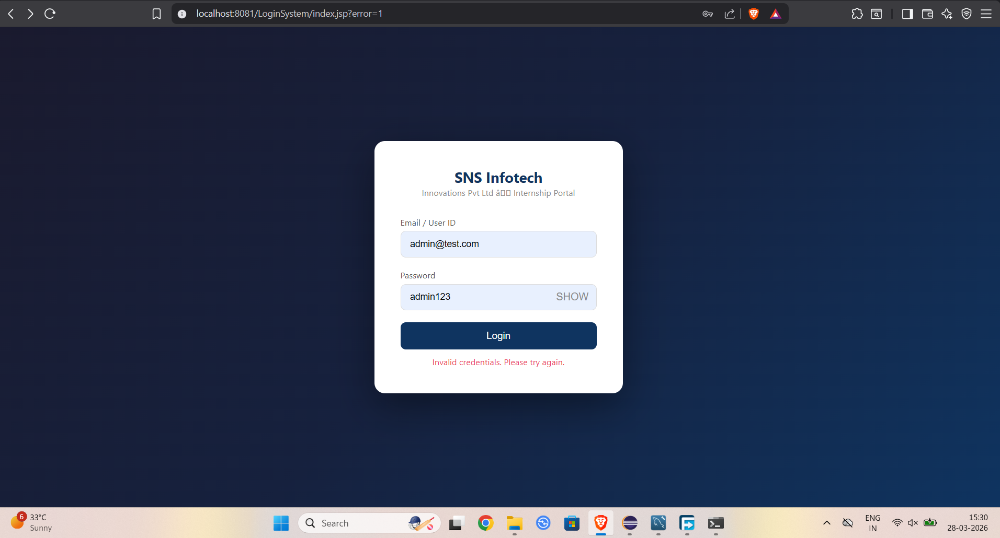 localhost:8081/LoginSystem/index.jsp?error=1
SNS Infotech
Innovations Pvt Ltd â▯▯ Internship Portal
Email / User ID
admin@test.com
Password
admin123 SHOW
Login
Invalid credentials. Please try again.
6
33°C
Sunny
Search
ENG
IN
15:30
28-03-2026